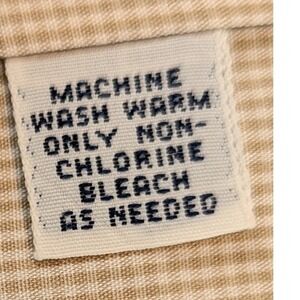 MACHINE
WASH WARM
ONLY NON-
CHLORINE
BLEACH
AS NEEDED